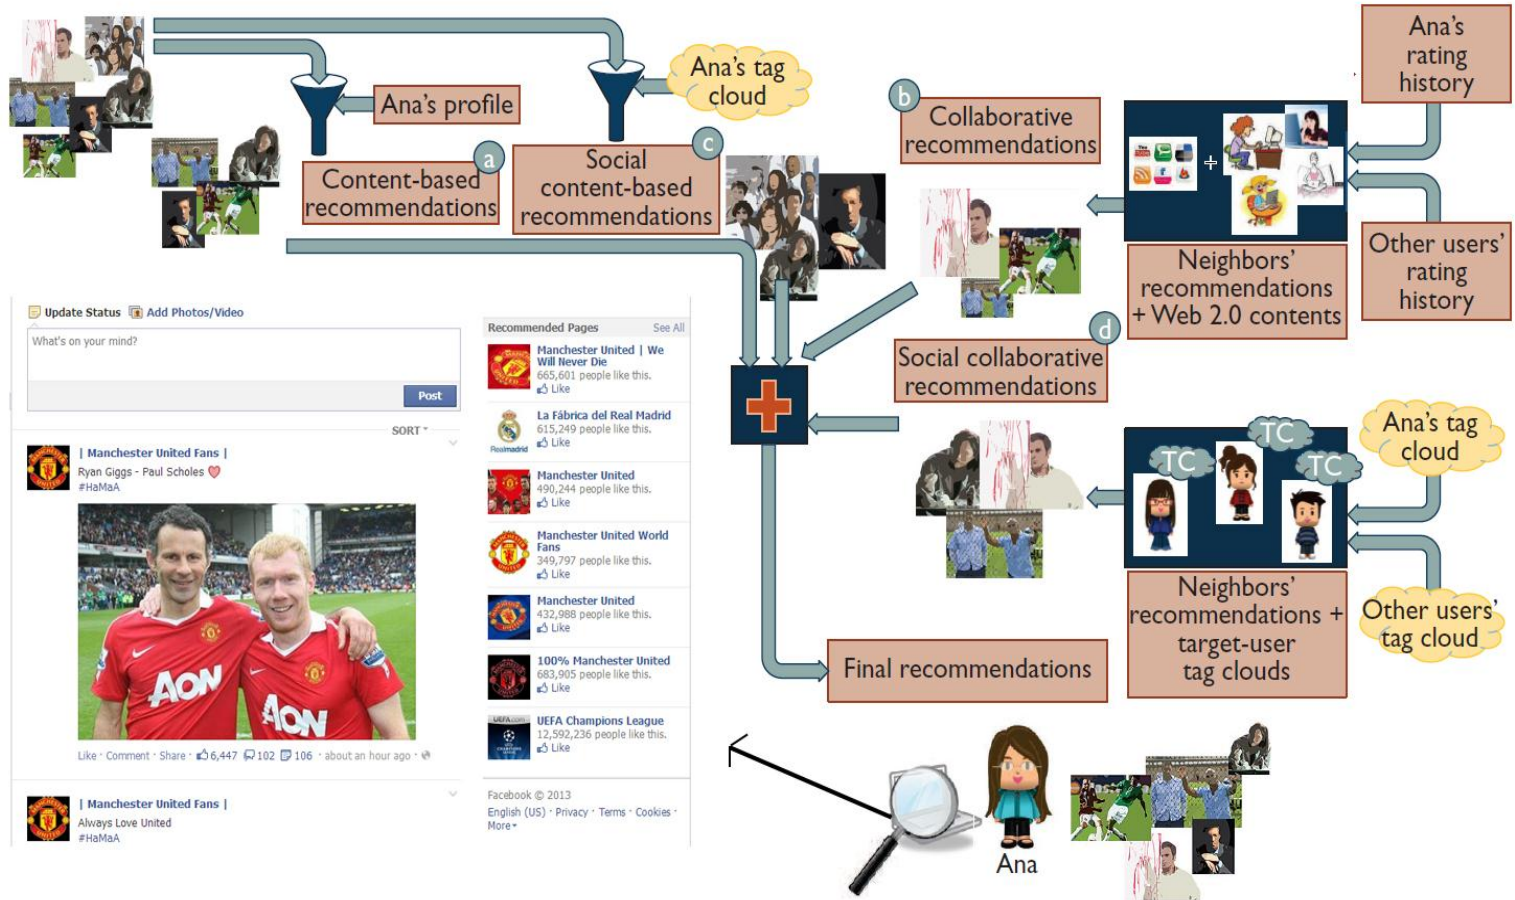 Ana's profile
a
Content-based
recommendations
Ana's tag
cloud
c
Social
content-based
recommendations
b
Collaborative
recommendations
Ana's
rating
history
Other users'
rating
history
Neighbors'
recommendations
+ Web 2.0 contents
d
Social collaborative
recommendations
TC
TC
TC
Ana's tag
cloud
Other users'
tag cloud
Neighbors'
recommendations +
target-user
tag clouds
Final recommendations
Ana
Update Status Add Photos/Video
What's on your mind?
Post
SORT
| Manchester United Fans |
Ryan Giggs - Paul Scholes
#HaMaA
AON
AON
Like · Comment · Share · 6,447 102 106 · about an hour ago ·
| Manchester United Fans |
Always Love United
#HaMaA
Recommended Pages See All
Manchester United | We
Will Never Die
665,601 people like this.
Like
La Fábrica del Real Madrid
615,249 people like this.
Like
Realmadrid
Manchester United
490,244 people like this.
Like
Manchester United World
Fans
349,797 people like this.
Like
Manchester United
432,988 people like this.
Like
100% Manchester United
683,905 people like this.
Like
UEFA Champions League
12,592,236 people like this.
Like
Facebook © 2013
English (US) · Privacy · Terms · Cookies ·
More